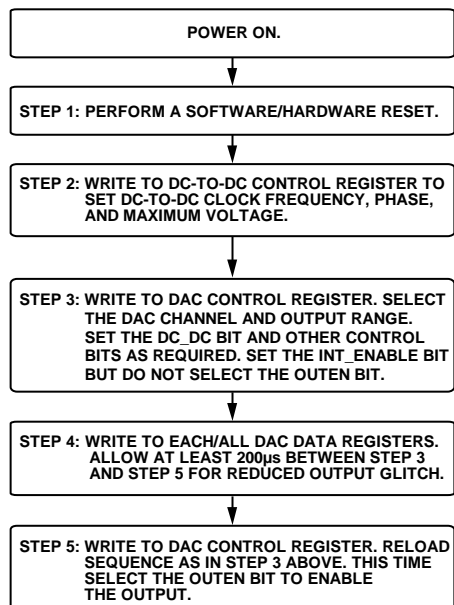 POWER ON.
STEP 1: PERFORM A SOFTWARE/HARDWARE RESET.
STEP 2: WRITE TO DC-TO-DC CONTROL REGISTER TO
SET DC-TO-DC CLOCK FREQUENCY, PHASE,
AND MAXIMUM VOLTAGE.
STEP 3: WRITE TO DAC CONTROL REGISTER. SELECT
THE DAC CHANNEL AND OUTPUT RANGE.
SET THE DC_DC BIT AND OTHER CONTROL
BITS AS REQUIRED. SET THE INT_ENABLE BIT
BUT DO NOT SELECT THE OUTEN BIT.
STEP 4: WRITE TO EACH/ALL DAC DATA REGISTERS.
ALLOW AT LEAST 200µs BETWEEN STEP 3
AND STEP 5 FOR REDUCED OUTPUT GLITCH.
STEP 5: WRITE TO DAC CONTROL REGISTER. RELOAD
SEQUENCE AS IN STEP 3 ABOVE. THIS TIME
SELECT THE OUTEN BIT TO ENABLE
THE OUTPUT.